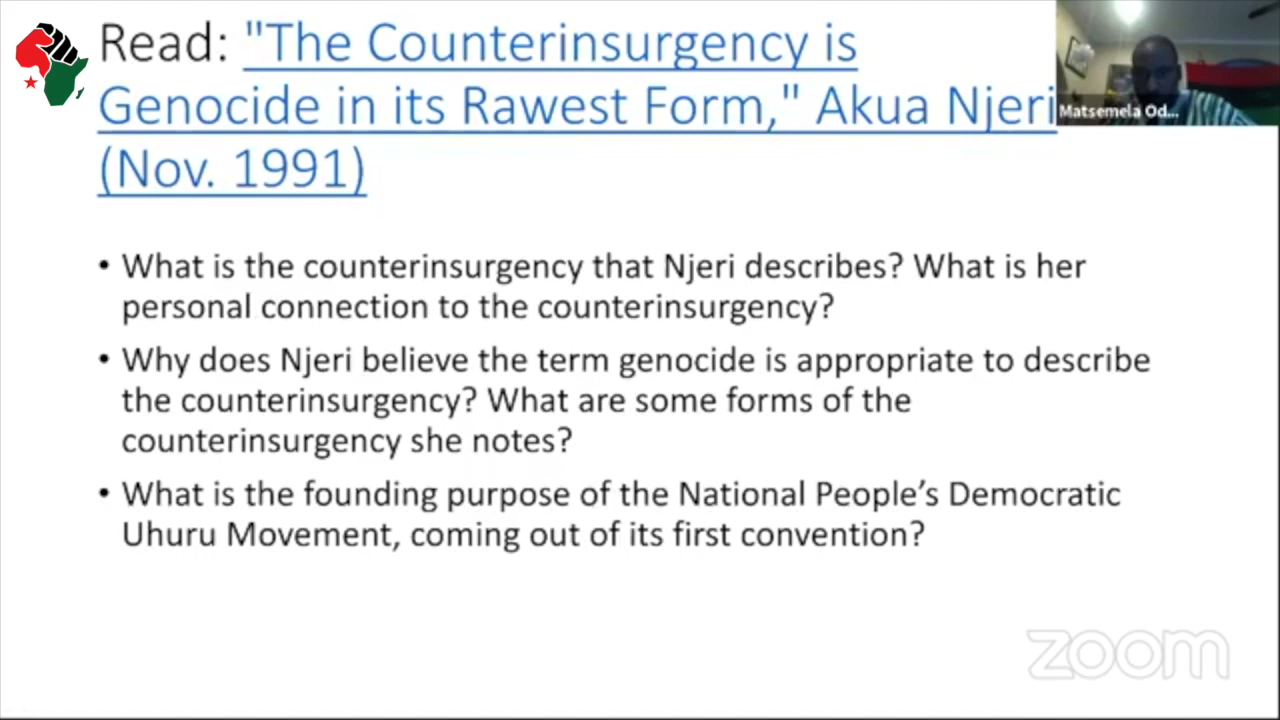 Read: "The Counterinsurgency is
Genocide in its Rawest Form," Akua Njeri
(Nov. 1991)
Matsemela Od...
• What is the counterinsurgency that Njeri describes? What is her
personal connection to the counterinsurgency?
• Why does Njeri believe the term genocide is appropriate to describe
the counterinsurgency? What are some forms of the
counterinsurgency she notes?
• What is the founding purpose of the National People’s Democratic
Uhuru Movement, coming out of its first convention?
zoom